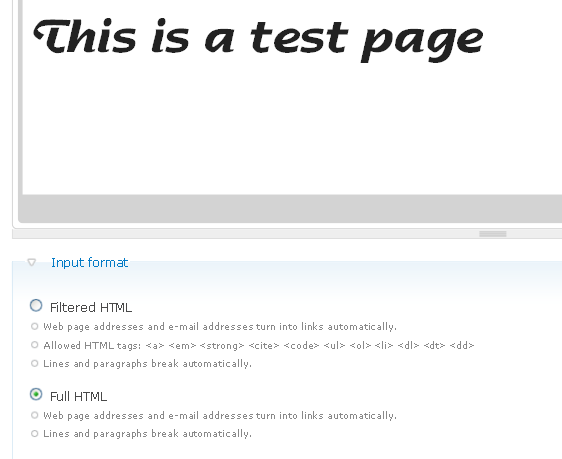 This is a test page
Input format
Filtered HTML
Web page addresses and e-mail addresses turn into links automatically.
Allowed HTML tags: <a> <em> <strong> <cite> <code> <ul> <ol> <li> <dl> <dt> <dd>
Lines and paragraphs break automatically.
Full HTML
Web page addresses and e-mail addresses turn into links automatically.
Lines and paragraphs break automatically.